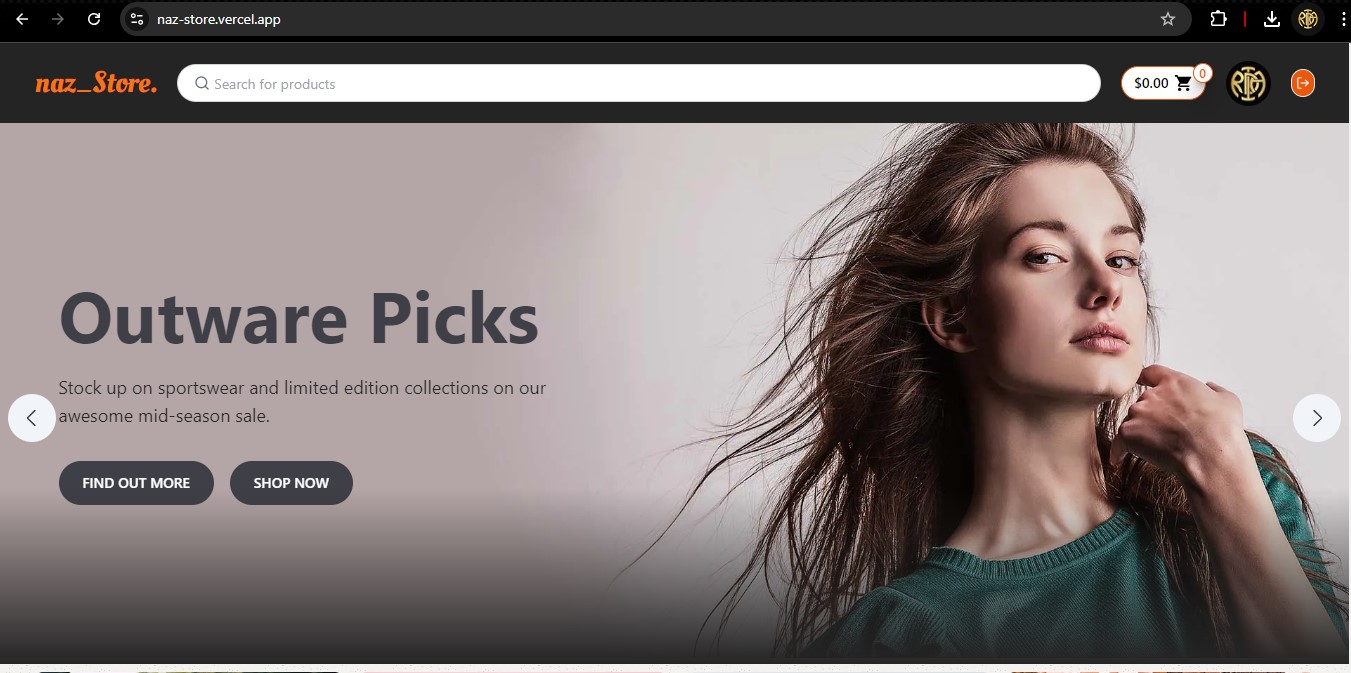 naz-store.vercel.app
naz_Store.
Search for products
$0.00
0
Outware Picks
Stock up on sportswear and limited edition collections on our
awesome mid-season sale.
FIND OUT MORE
SHOP NOW